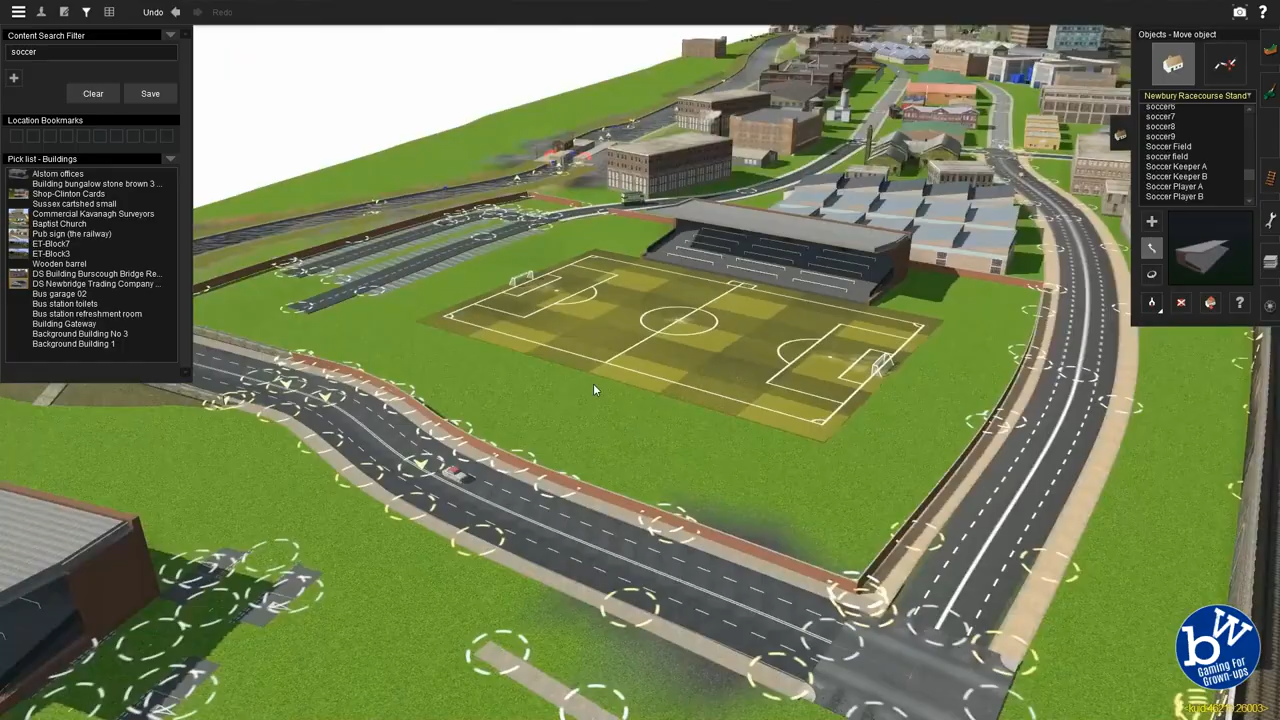 Undo
Redo
?
Content Search Filter
soccer
Clear
Save
Location Bookmarks
Pick list - Buildings
Alstom offices
Building bungalow stone brown 3 ...
Shop-Clinton Cards
Sussex cartshed small
Commercial Kavanagh Surveyors
Baptist Church
Pub sign (the railway)
ET-Block7
ET-Block3
Wooden barrel
DS Building Burscough Bridge Re...
DS Newbridge Trading Company ...
Bus garage 02
Bus station toilets
Bus station refreshment room
Building Gateway
Background Building No 3
Background Building 1
Objects - Move object
Newbury Racecourse Stand
soccer6
soccer7
soccer8
soccer9
Soccer Field
soccer field
Soccer Keeper A
Soccer Keeper B
Soccer Player A
Soccer Player B
?
bW
Gaming For
Grown-ups